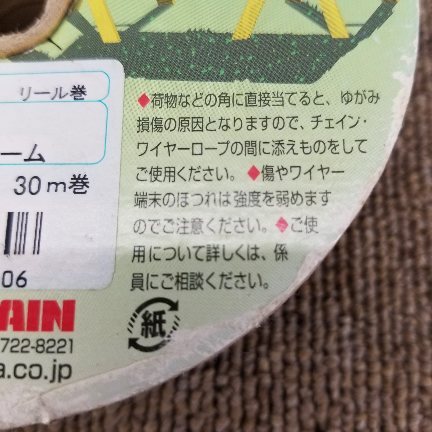 リール巻
ーム
30m巻
06
◆荷物などの角に直接当てると、ゆがみ
損傷の原因となりますので、チェイン・
ワイヤーロープの間に添えものをして
ご使用ください。◆傷やワイヤー
端末のほつれは強度を弱めます
のでご注意ください。◆ご使
用について詳しくは、係
員にご相談ください。
AIN
722-8221
a.co.jp
紙